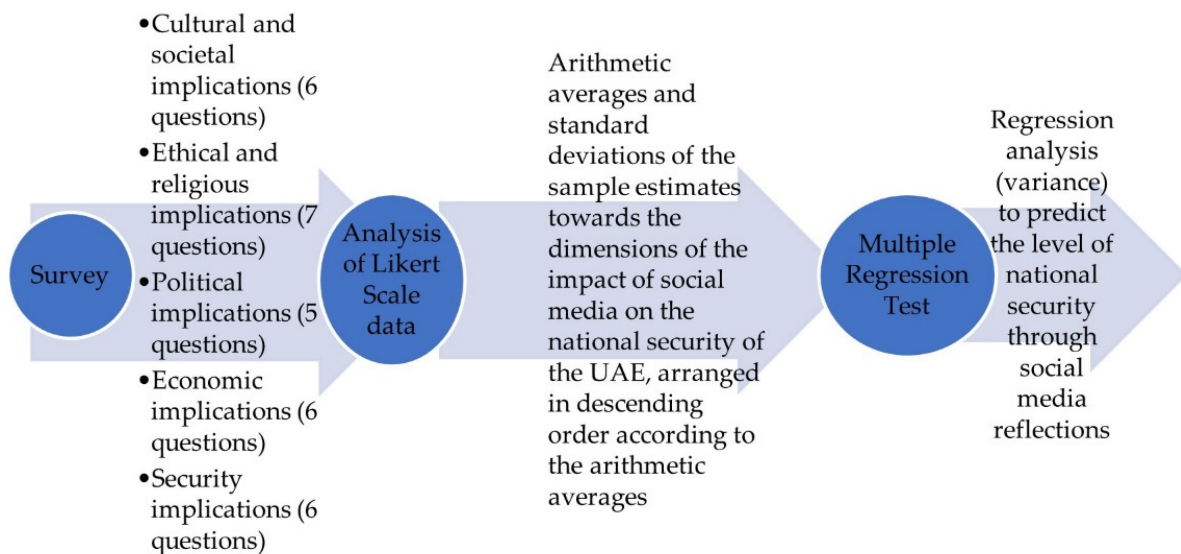 Survey
•Cultural and
societal
implications (6
questions)
•Ethical and
religious
implications (7
questions)
•Political
implications (5
questions)
•Economic
implications (6
questions)
•Security
implications (6
questions)
Analysis
of Likert
Scale
data
Arithmetic
averages and
standard
deviations of the
sample estimates
towards the
dimensions of the
impact of social
media on the
national security of
the UAE, arranged
in descending
order according to
the arithmetic
averages
Multiple
Regression
Test
Regression
analysis
(variance)
to predict
the level of
national
security
through
social
media
reflections